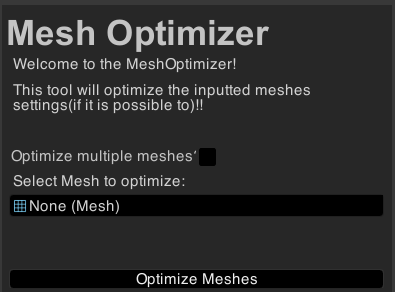 Mesh Optimizer
Welcome to the MeshOptimizer!
This tool will optimize the inputted meshes
settings(if it is possible to)!!
Optimize multiple meshes'
Select Mesh to optimize:
None (Mesh)
Optimize Meshes